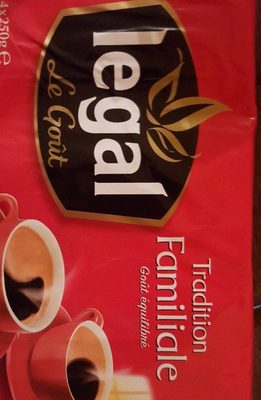 legal
Le Goût
Tradition
Familiale
Goût équilibré
4x250g e